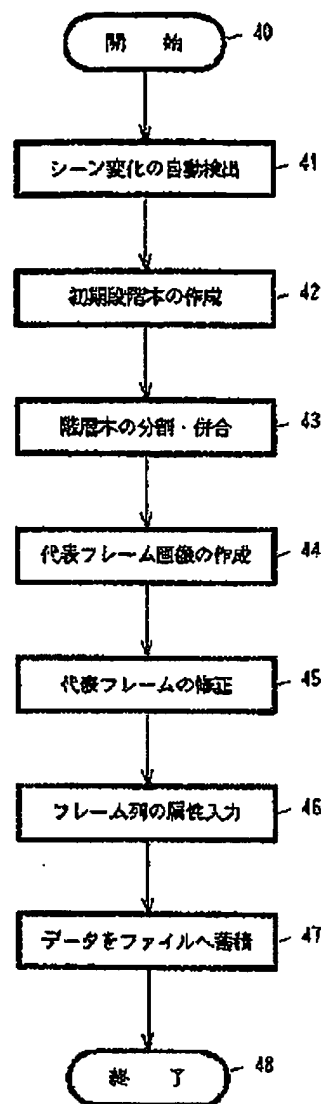 開 始 40
シーン変化の自動検出 41
初期段階木の作成 42
階層木の分割・併合 43
代表フレーム画像の作成 44
代表フレームの修正 45
フレーム列の属性入力 46
データをファイルへ蓄積 47
終 了 48